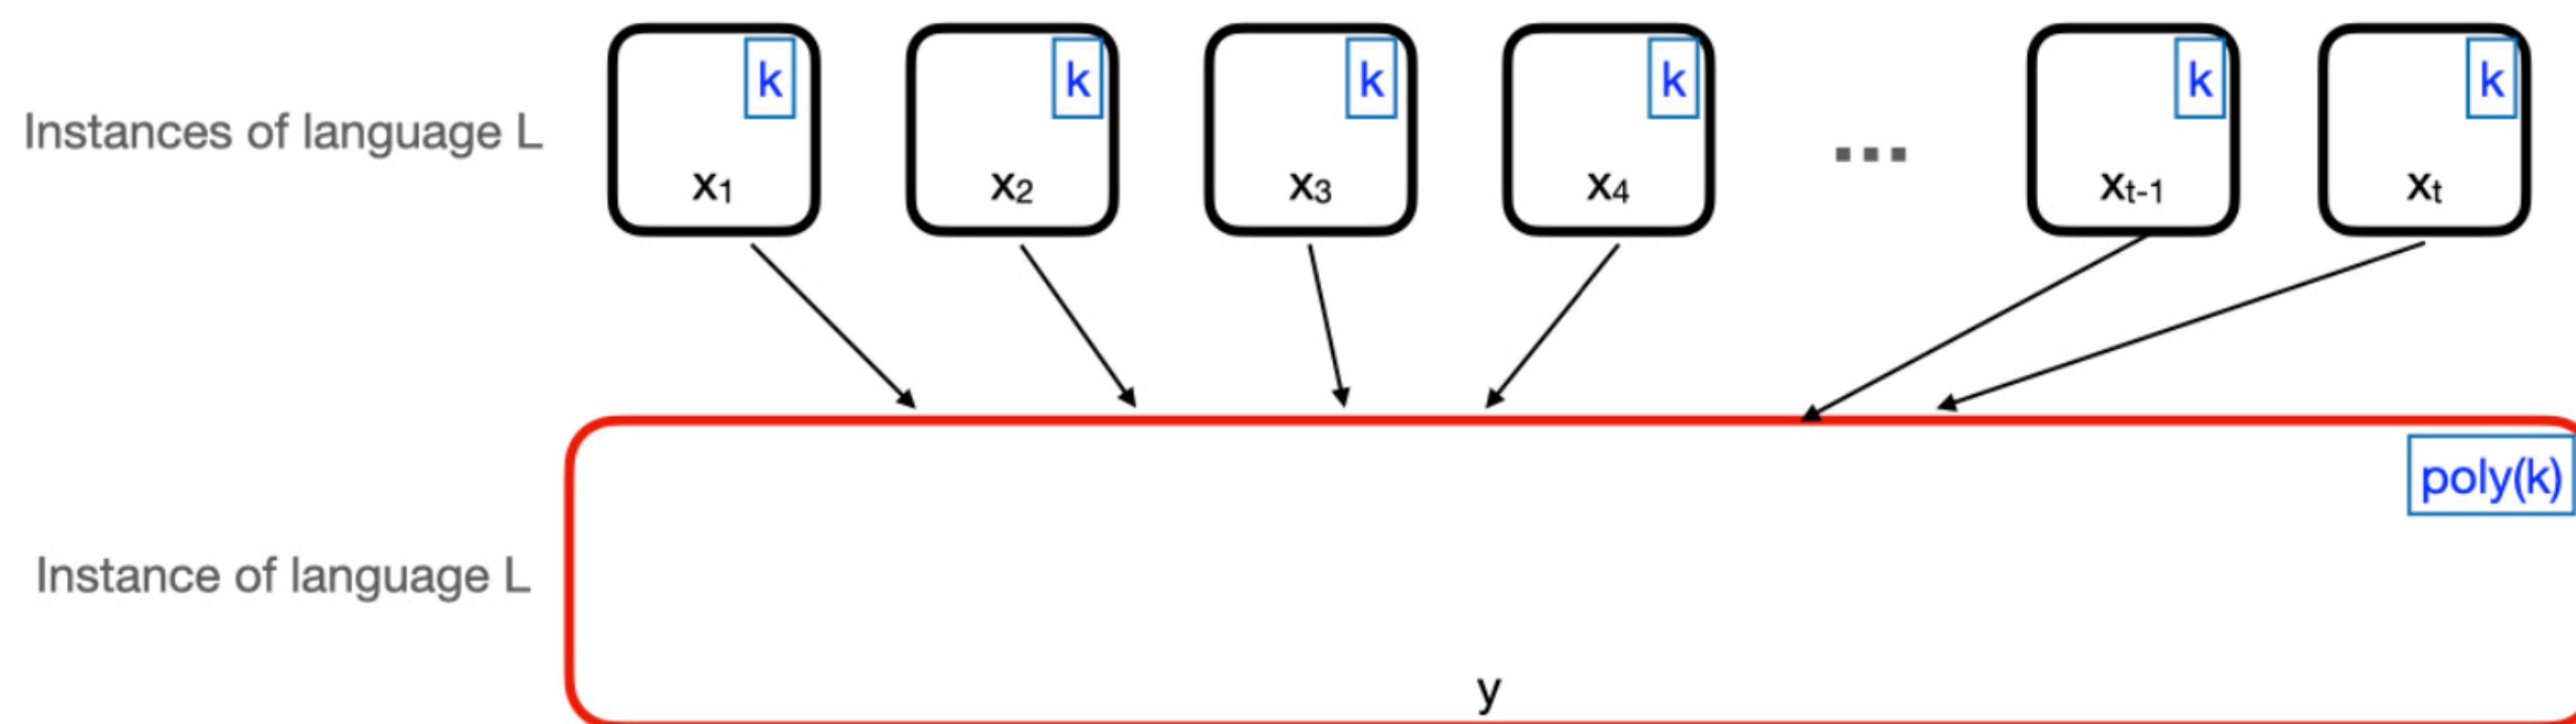 k k k k k k
Instances of language L
x₁ x₂ x₃ x₄ ... xₜ₋₁ xₜ
poly(k)
Instance of language L
y